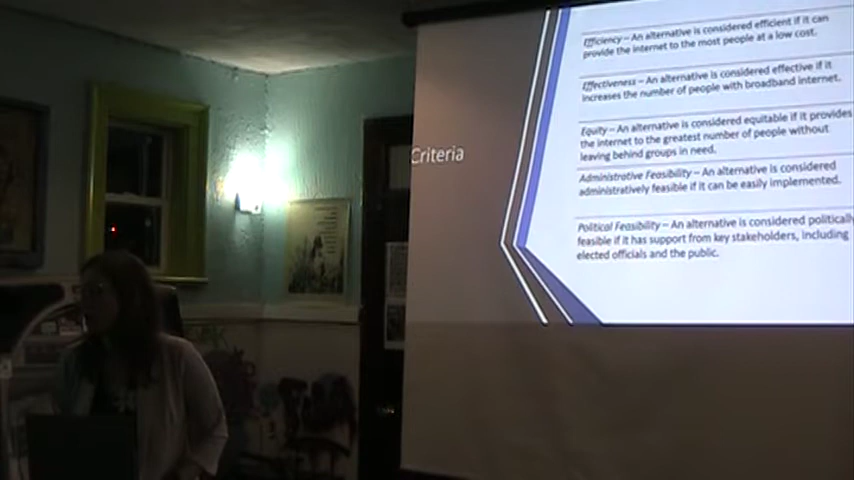 Criteria
Efficiency – An alternative is considered efficient if it can
provide the internet to the most people at a low cost.
Effectiveness – An alternative is considered effective if it
increases the number of people with broadband internet.
Equity – An alternative is considered equitable if it provides
the internet to the greatest number of people without
leaving behind groups in need.
Administrative Feasibility – An alternative is considered
administratively feasible if it can be easily implemented.
Political Feasibility – An alternative is considered politically
feasible if it has support from key stakeholders, including
elected officials and the public.